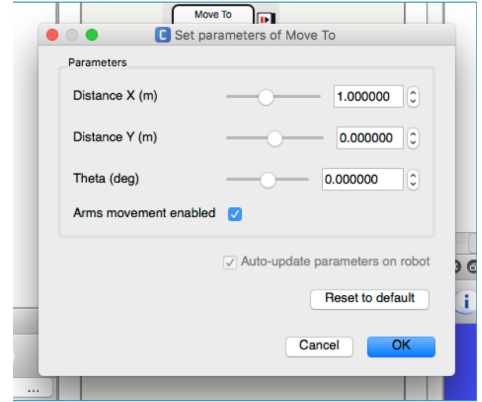 Move To
C Set parameters of Move To
Parameters
Distance X (m) 1.000000
Distance Y (m) 0.000000
Theta (deg) 0.000000
Arms movement enabled
Auto-update parameters on robot
i
Reset to default
Cancel OK
...